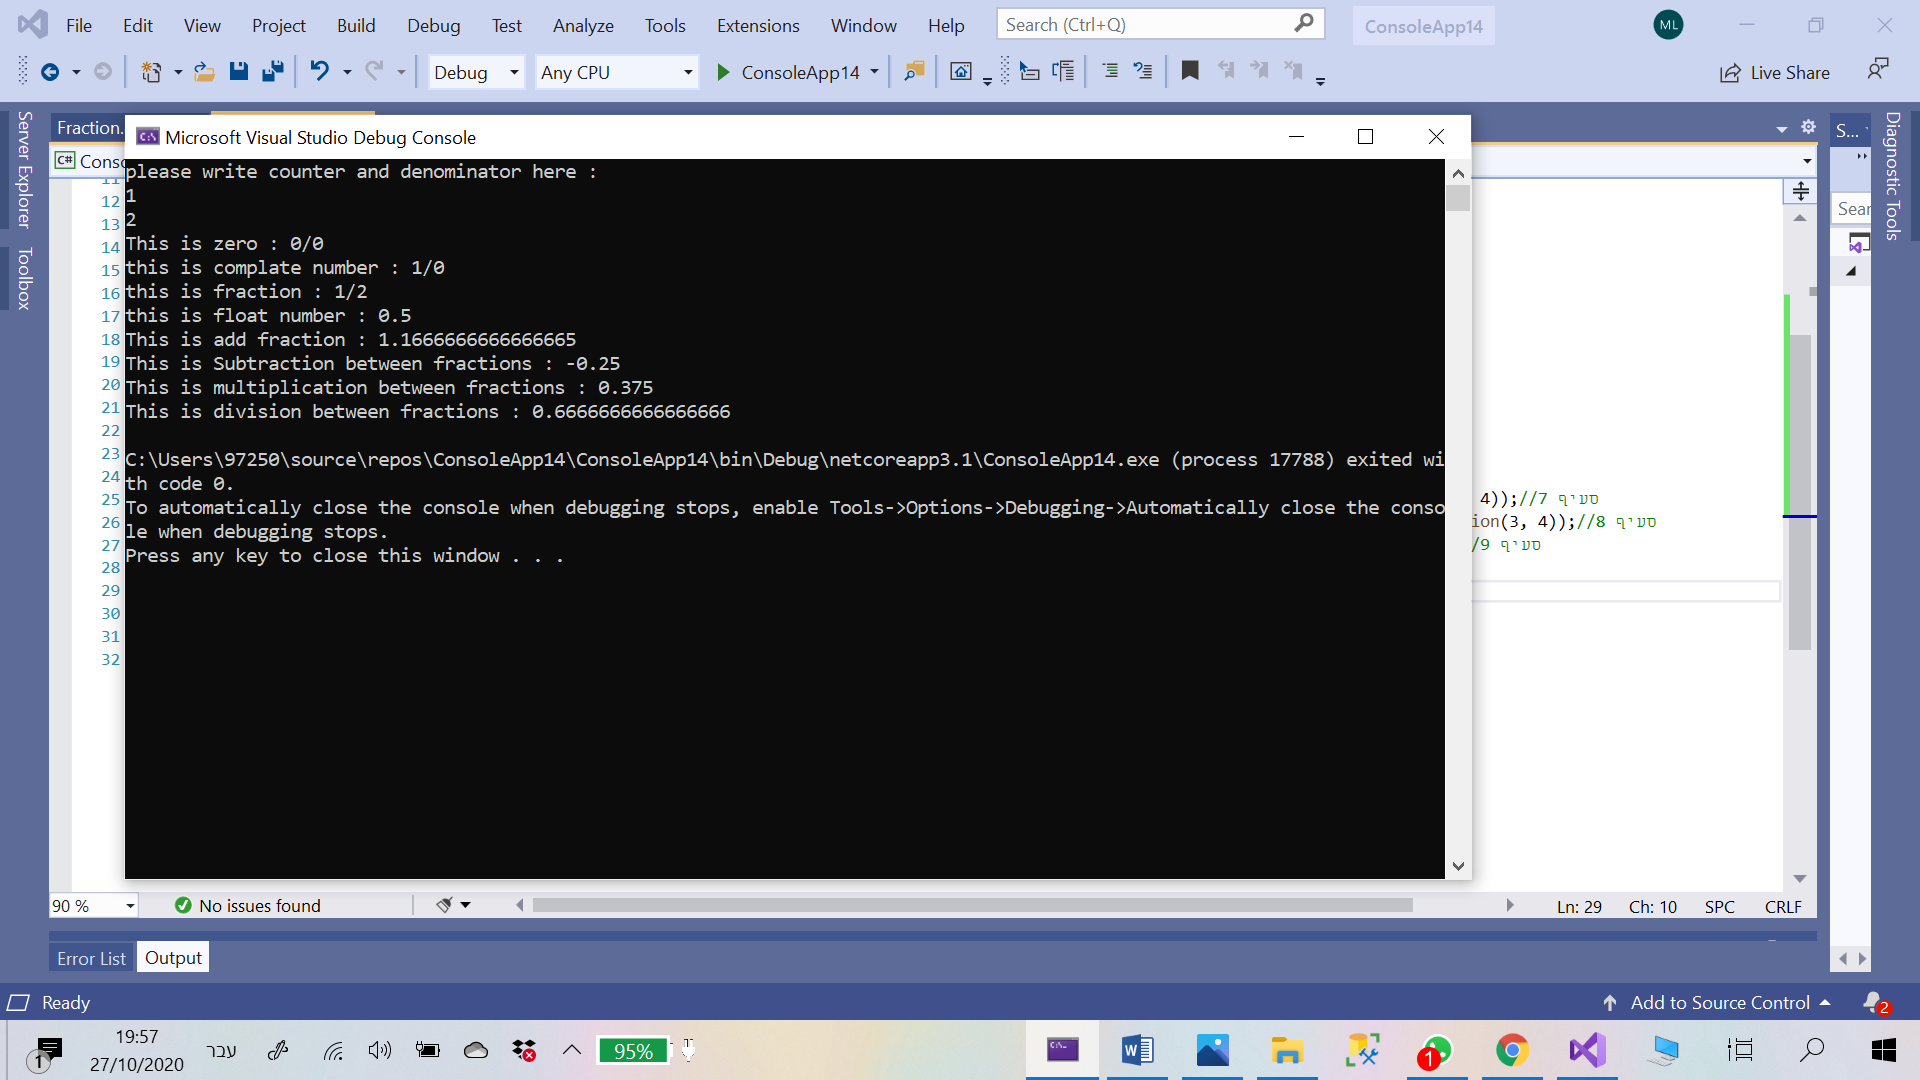 File Edit View Project Build Debug Test Analyze Tools Extensions Window Help Search (Ctrl+Q) ConsoleApp14 ML
Debug Any CPU ConsoleApp14 Live Share
Server Explorer
Toolbox
Fraction.
C# Conso
Microsoft Visual Studio Debug Console
S...
Sear
Diagnostic Tools
please write counter and denominator here :
1
2
This is zero : 0/0
this is complate number : 1/0
this is fraction : 1/2
this is float number : 0.5
This is add fraction : 1.1666666666666665
This is Subtraction between fractions : -0.25
This is multiplication between fractions : 0.375
This is division between fractions : 0.6666666666666666
C:\Users\97250\source\repos\ConsoleApp14\ConsoleApp14\bin\Debug\netcoreapp3.1\ConsoleApp14.exe (process 17788) exited wi
th code 0.
To automatically close the console when debugging stops, enable Tools->Options->Debugging->Automatically close the conso
le when debugging stops.
Press any key to close this window . . .
11
12
13
14
15
16
17
18
19
20
21
22
23
24
25
26
27
28
29
30
31
32
4));//7 סעיף
ion(3, 4));//8 סעיף
/9 סעיף
90 % No issues found Ln: 29 Ch: 10 SPC CRLF
Error List Output
Ready Add to Source Control 2
1 19:57 עבר 95% 1
27/10/2020